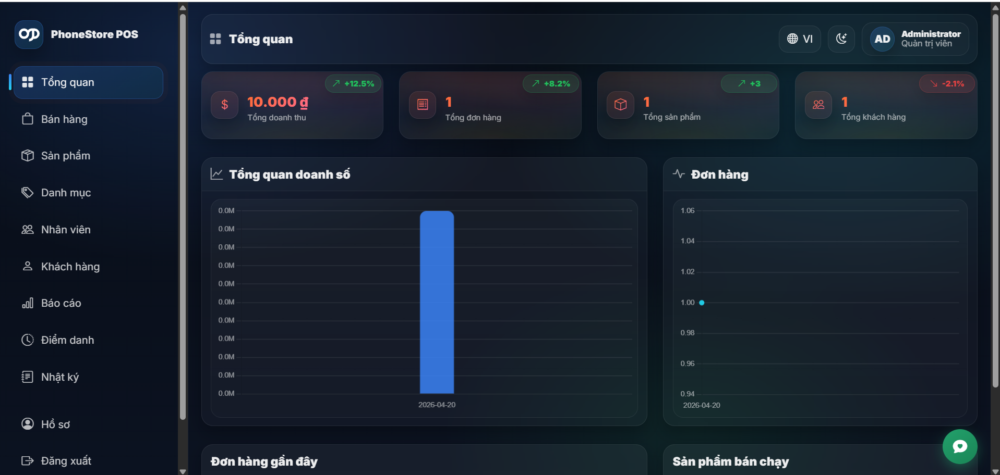 PhoneStore POS
Tổng quan
Bán hàng
Sản phẩm
Danh mục
Nhân viên
Khách hàng
Báo cáo
Điểm danh
Nhật ký
Hồ sơ
Đăng xuất
Tổng quan
VI
AD
Administrator
Quản trị viên
+12.5%
10.000 ₫
Tổng doanh thu
+8.2%
1
Tổng đơn hàng
+3
1
Tổng sản phẩm
-2.1%
1
Tổng khách hàng
Tổng quan doanh số
0.0M
0.0M
0.0M
0.0M
0.0M
0.0M
0.0M
0.0M
0.0M
0.0M
0.0M
2026-04-20
Đơn hàng
1.06
1.04
1.02
1.00
0.98
0.96
0.94
2026-04-20
Đơn hàng gần đây
Sản phẩm bán chạy